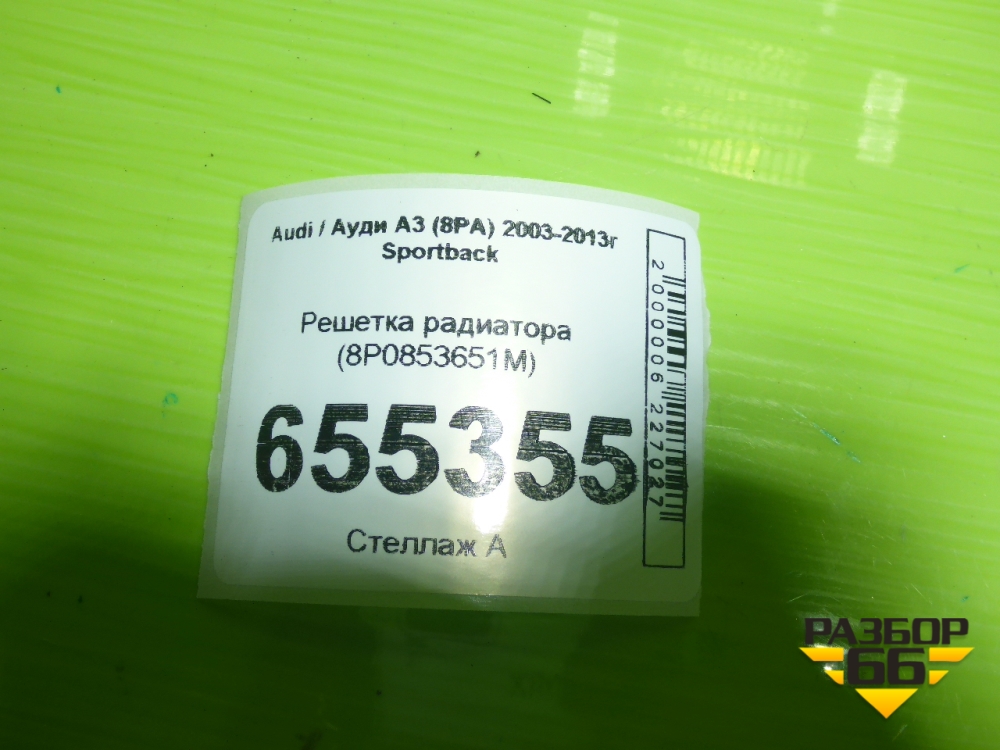 Audi / Ауди А3 (8PA) 2003-2013г
Sportback
Решетка радиатора
(8P0853651M)
655355
Стеллаж А
2000006227027
РАЗБОР
66